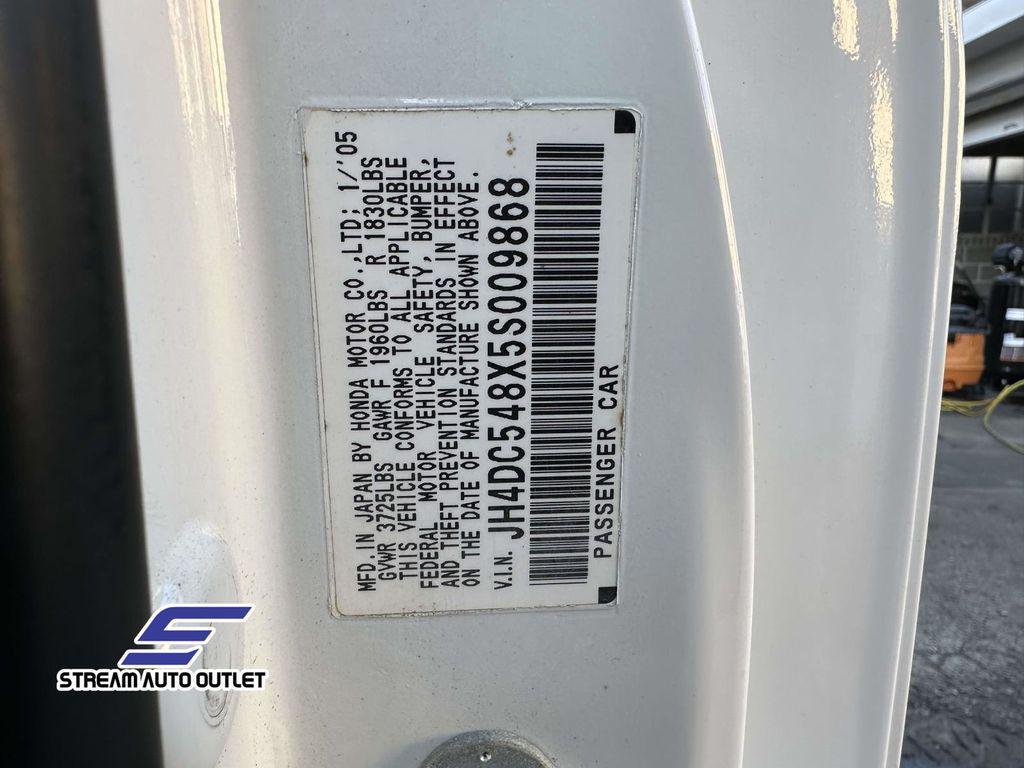 MFD. IN JAPAN BY HONDA MOTOR CO.,LTD; 1/'05
GVWR 3725LBS GAWR F 1960LBS R 1830LBS
THIS VEHICLE CONFORMS TO ALL APPLICABLE
FEDERAL MOTOR VEHICLE SAFETY, BUMPER,
AND THEFT PREVENTION STANDARDS IN EFFECT
ON THE DATE OF MANUFACTURE SHOWN ABOVE.
V.I.N. JH4DC548X5S009868
PASSENGER CAR
STREAM AUTO OUTLET